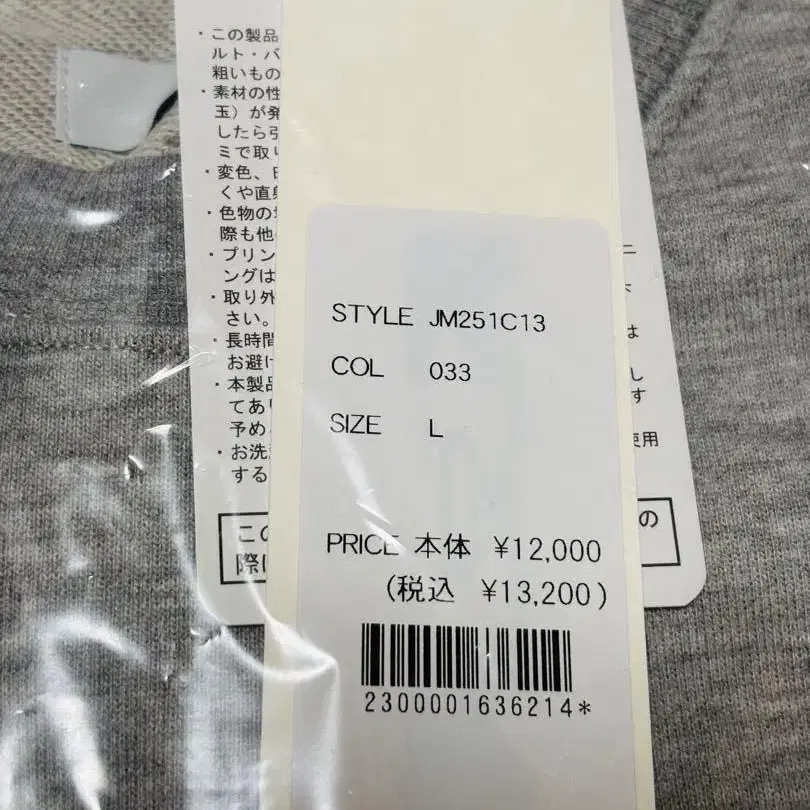 ・この製品
ルト・バ
粗いもの
・素材の性
玉）が発
したら引
ミで取り
・変色、
くや直射
・色物の
際も他
・プリン
ングは
・取り外
さい。
・長時間
お避け
・本製品
てあり
予め
・お洗
する
この
際に
は
し
す
使用
の
STYLE JM251C13
COL 033
SIZE L
PRICE 本体 ¥12,000
(税込 ¥13,200)
2300001636214*